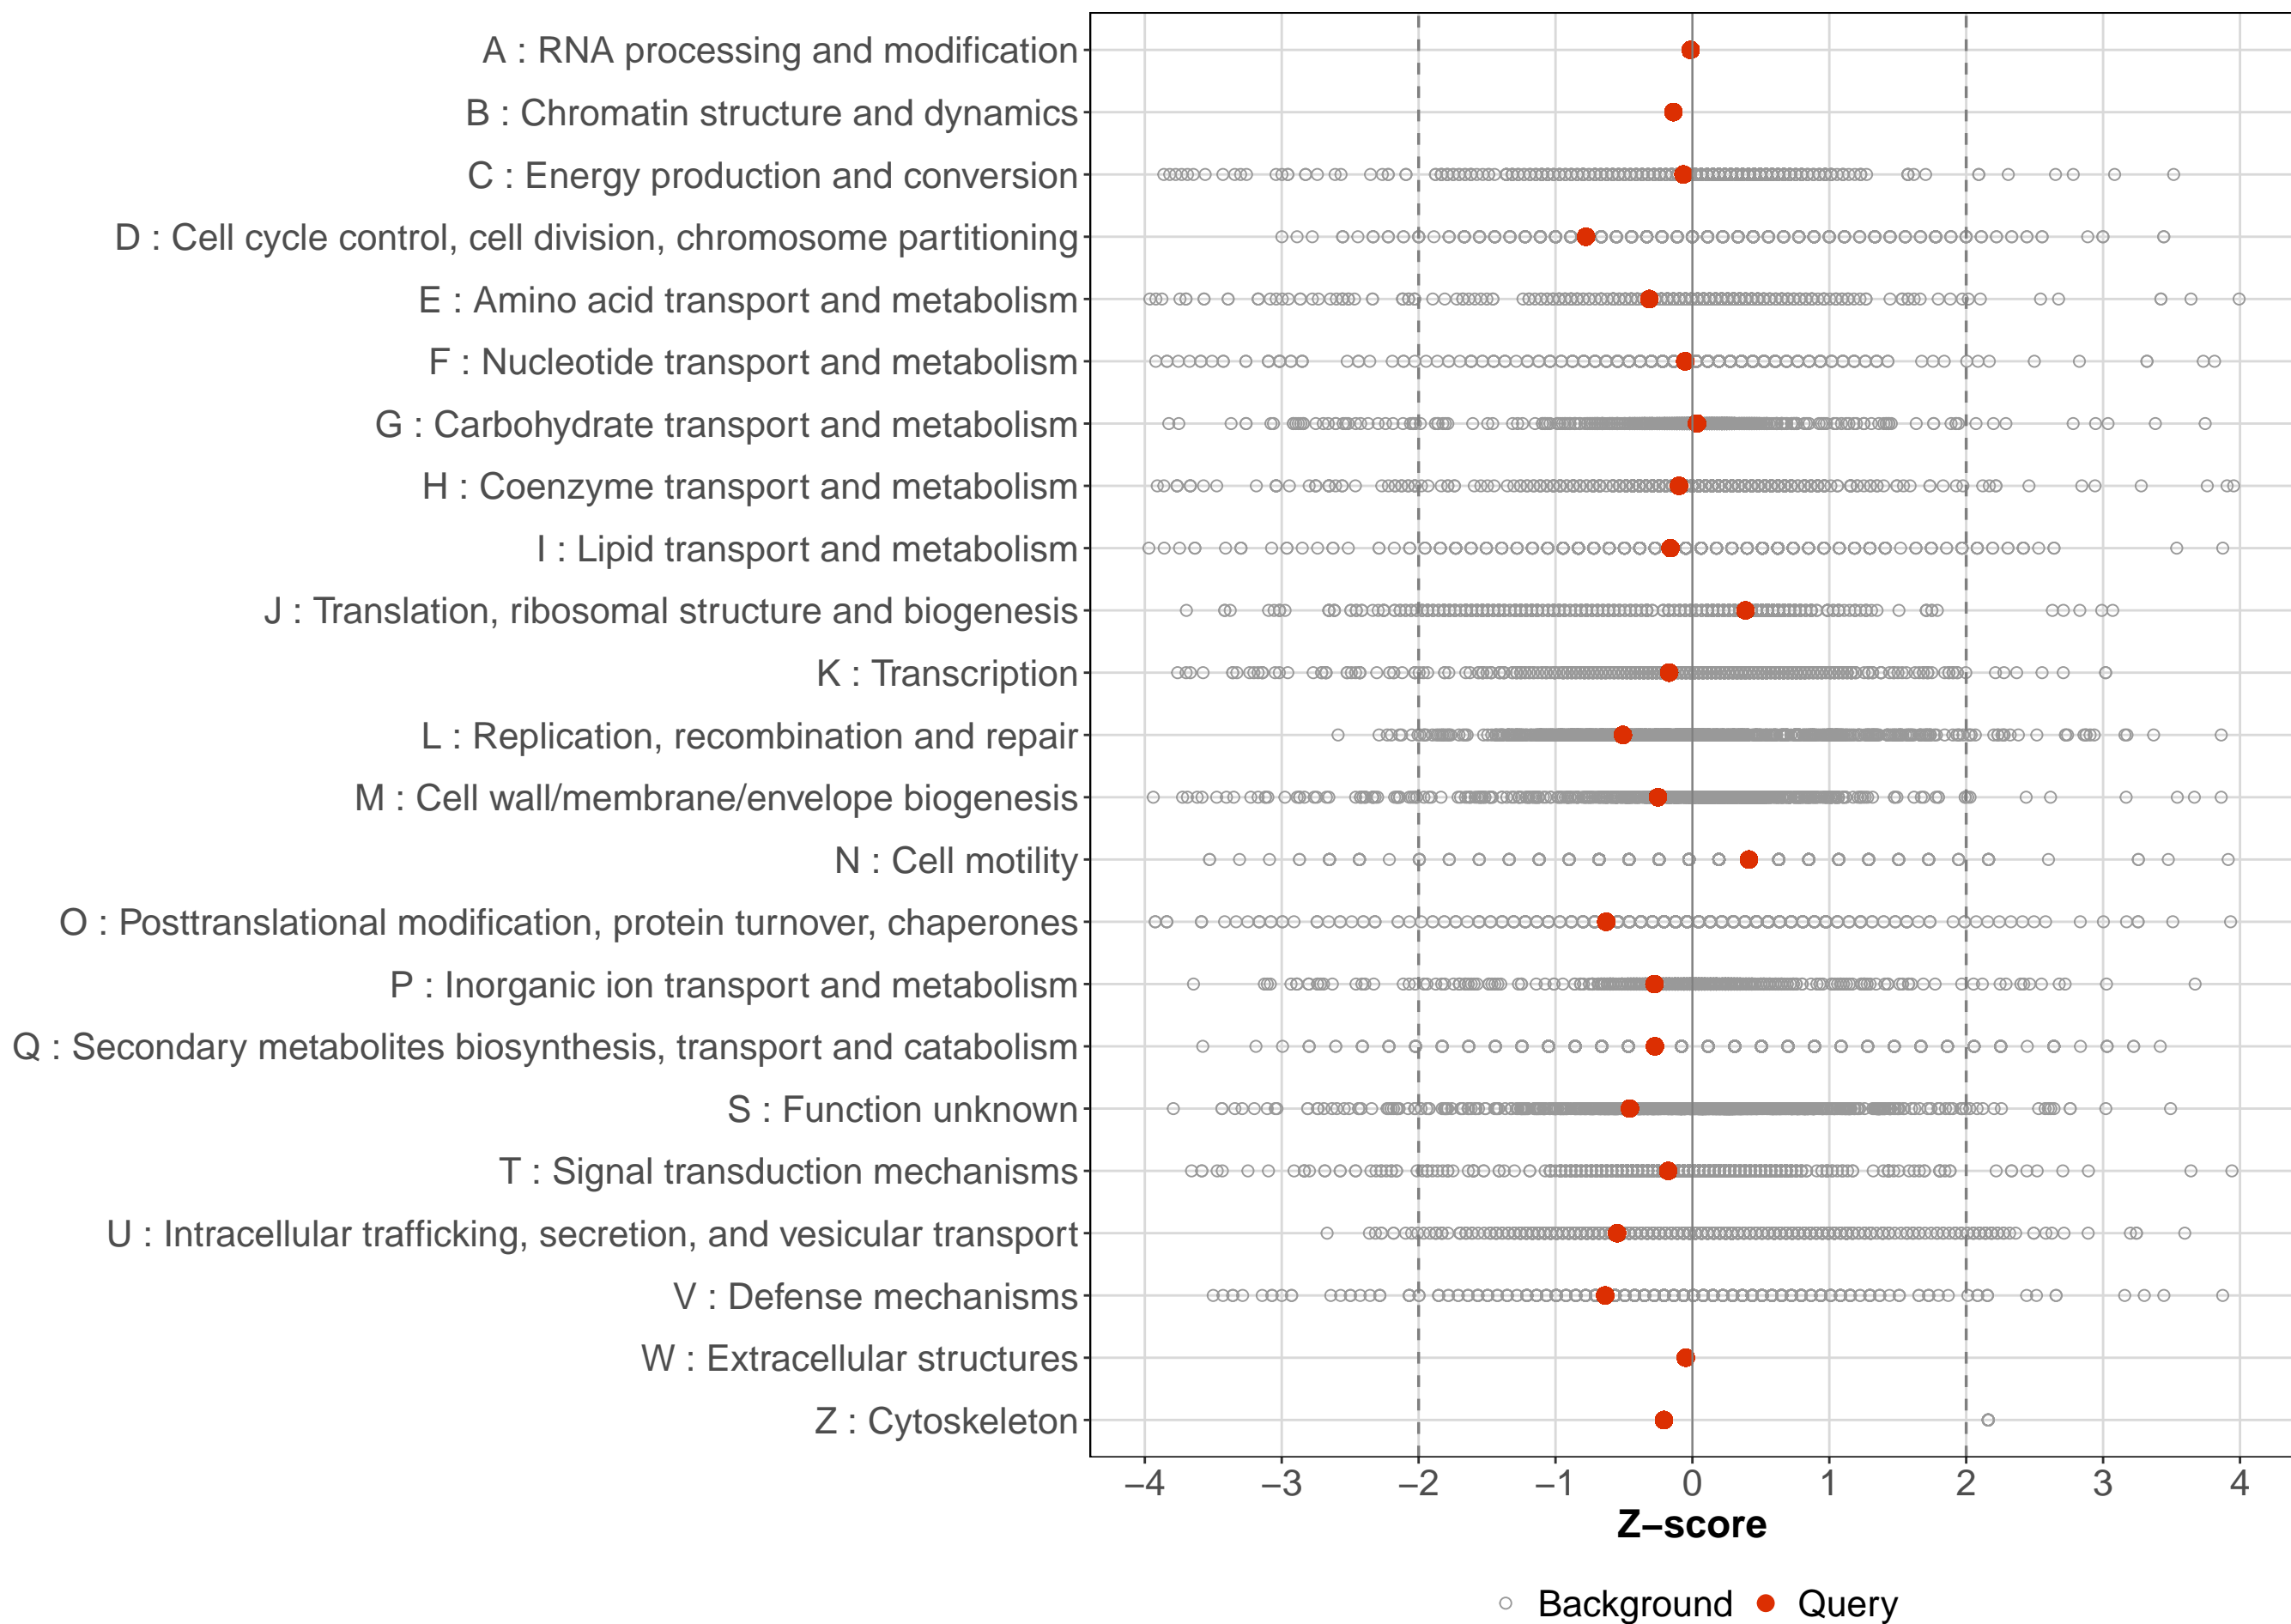 A : RNA processing and modification
B : Chromatin structure and dynamics
C : Energy production and conversion
D : Cell cycle control, cell division, chromosome partitioning
E : Amino acid transport and metabolism
F : Nucleotide transport and metabolism
G : Carbohydrate transport and metabolism
H : Coenzyme transport and metabolism
I : Lipid transport and metabolism
J : Translation, ribosomal structure and biogenesis
K : Transcription
L : Replication, recombination and repair
M : Cell wall/membrane/envelope biogenesis
N : Cell motility
O : Posttranslational modification, protein turnover, chaperones
P : Inorganic ion transport and metabolism
Q : Secondary metabolites biosynthesis, transport and catabolism
S : Function unknown
T : Signal transduction mechanisms
U : Intracellular trafficking, secretion, and vesicular transport
V : Defense mechanisms
W : Extracellular structures
Z : Cytoskeleton
−4 −3 −2 −1 0 1 2 3 4
Z−score
Background Query